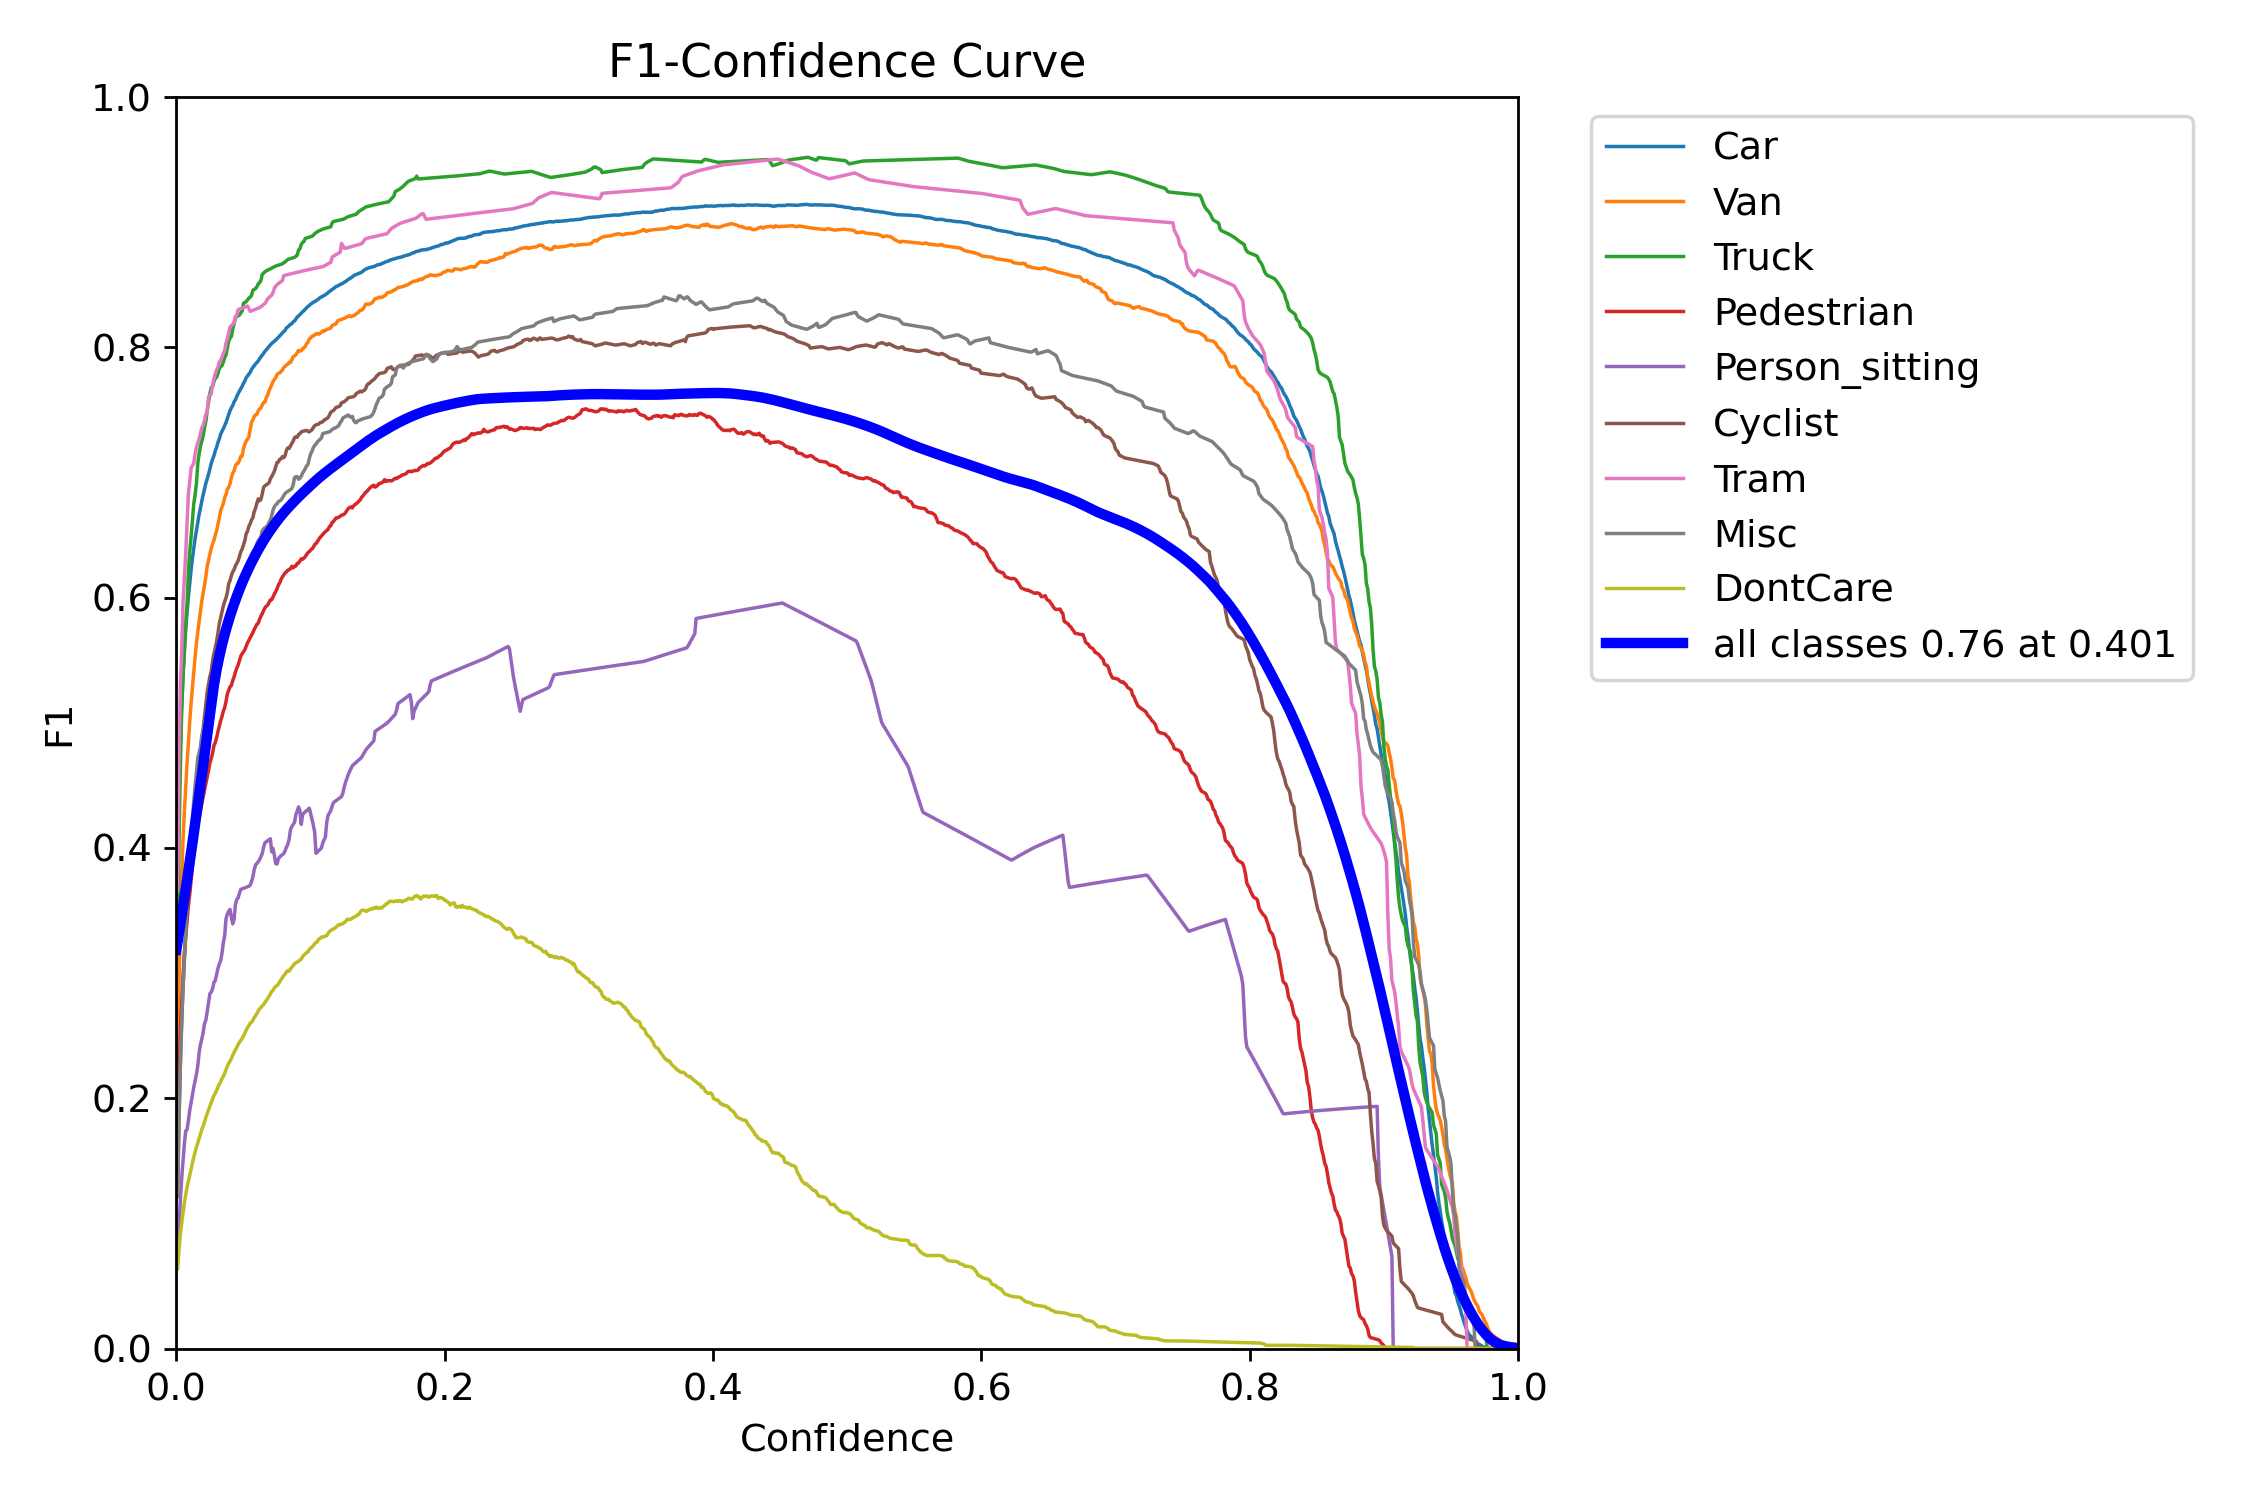 F1-Confidence Curve
1.0
0.8
0.6
0.4
0.2
0.0
F1
0.0 0.2 0.4 0.6 0.8 1.0
Confidence
Car
Van
Truck
Pedestrian
Person_sitting
Cyclist
Tram
Misc
DontCare
all classes 0.76 at 0.401